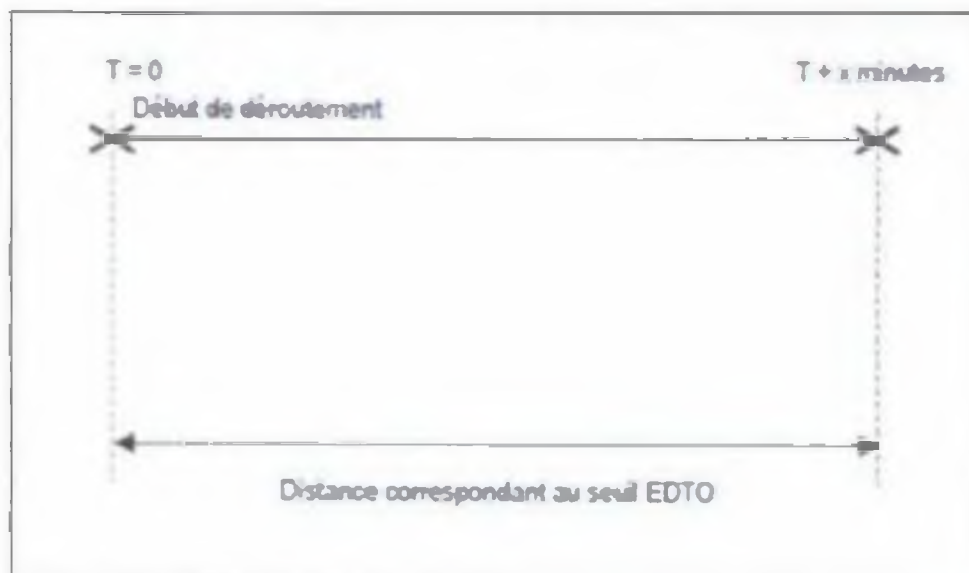 T = 0
T + x minutes
Début de déroutement
Distance correspondant au seuil EDTO